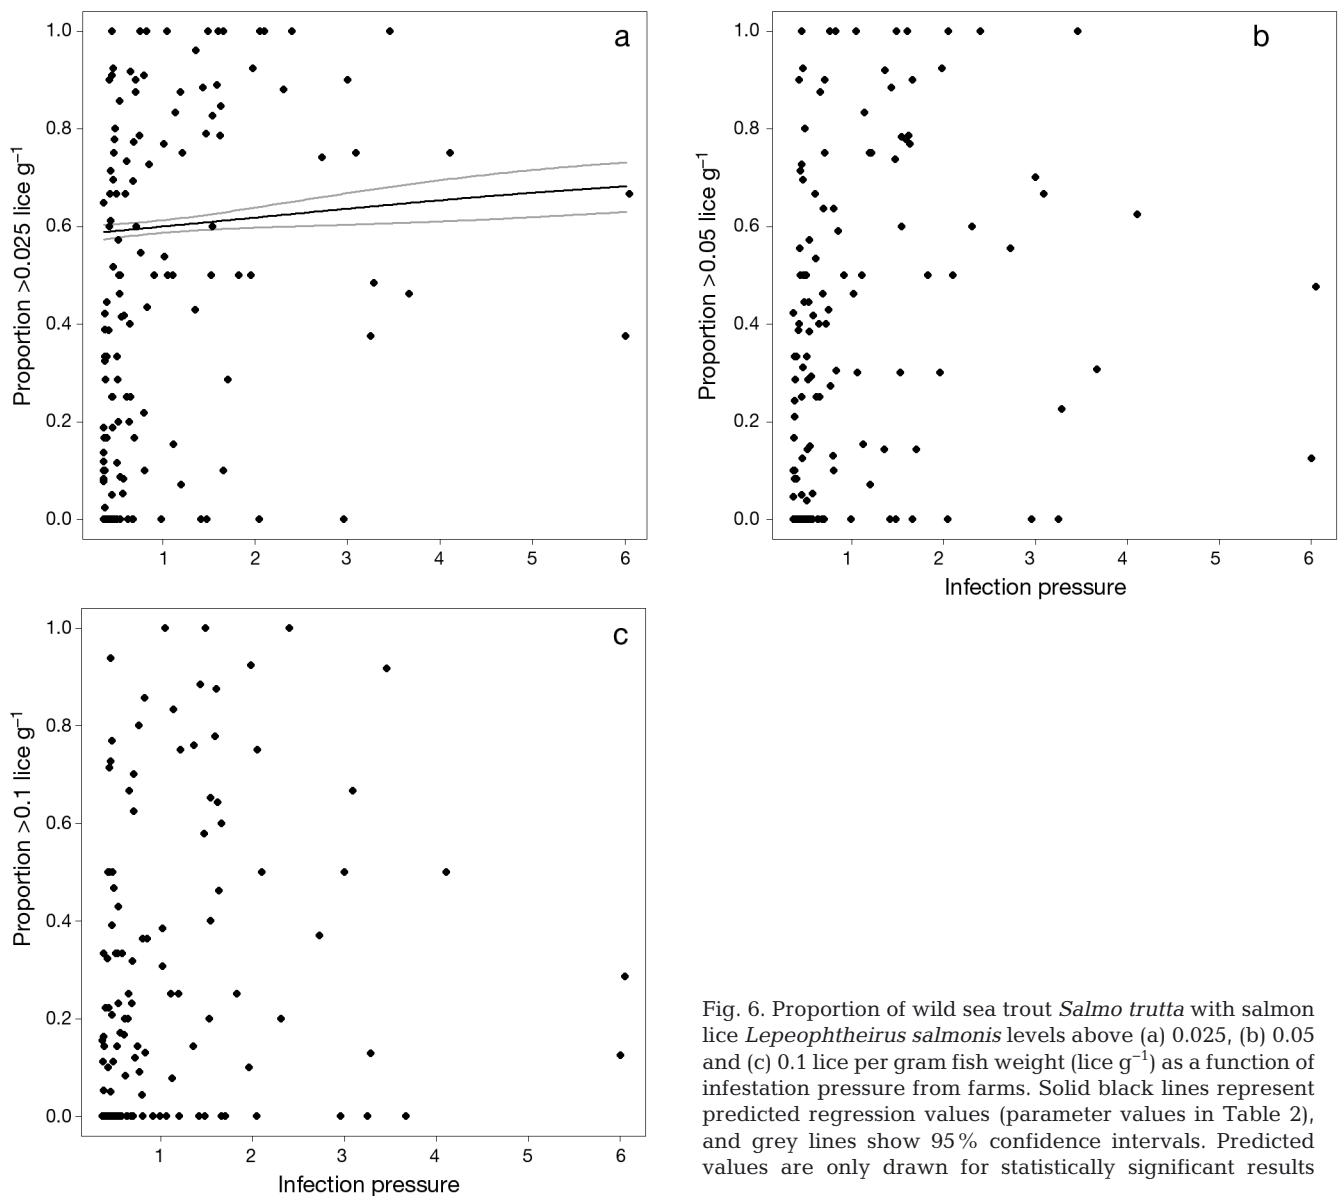 a
1.0
0.8
0.6
0.4
0.2
0.0
Proportion >0.025 lice g⁻¹
1 2 3 4 5 6
b
1.0
0.8
0.6
0.4
0.2
0.0
Proportion >0.05 lice g⁻¹
1 2 3 4 5 6
Infection pressure
c
1.0
0.8
0.6
0.4
0.2
0.0
Proportion >0.1 lice g⁻¹
1 2 3 4 5 6
Infection pressure
Fig. 6. Proportion of wild sea trout Salmo trutta with salmon
lice Lepeophtheirus salmonis levels above (a) 0.025, (b) 0.05
and (c) 0.1 lice per gram fish weight (lice g⁻¹) as a function of
infestation pressure from farms. Solid black lines represent
predicted regression values (parameter values in Table 2),
and grey lines show 95% confidence intervals. Predicted
values are only drawn for statistically significant results